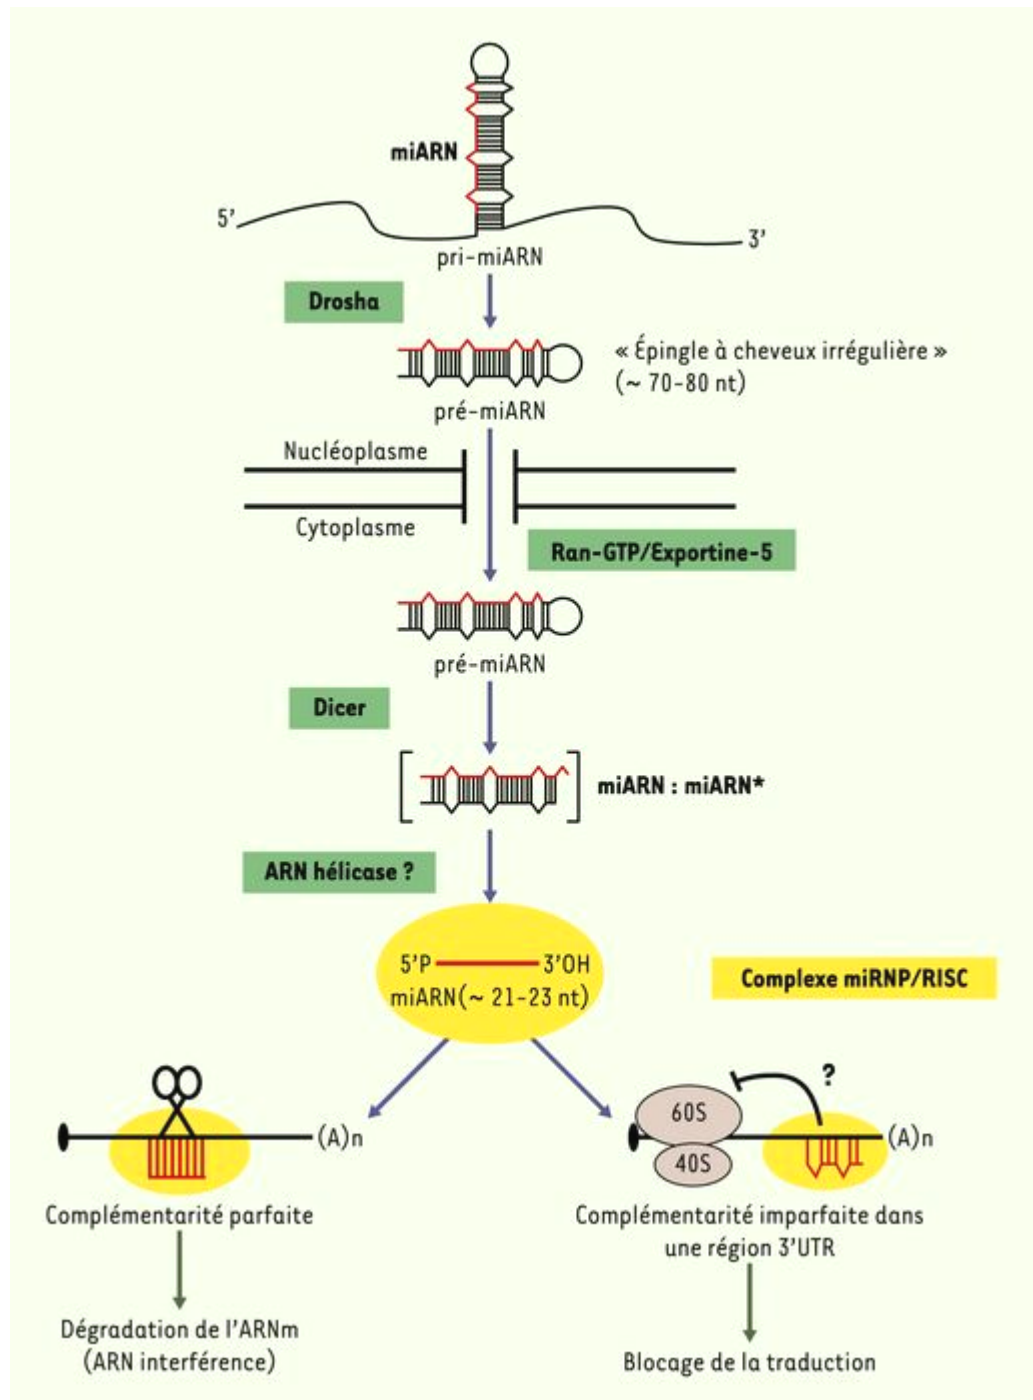 miARN
5'
3'
pri-miARN
Drosha
« Épingle à cheveux irrégulière »
(~ 70-80 nt)
pré-miARN
Nucléoplasme
Cytoplasme
Ran-GTP/Exportine-5
pré-miARN
Dicer
miARN : miARN*
ARN hélicase ?
5'P
3'OH
miARN(~ 21-23 nt)
Complexe miRNP/RISC
(A)n
Complémentarité parfaite
Dégradation de l'ARNm
(ARN interférence)
?
60S
40S
(A)n
Complémentarité imparfaite dans
une région 3'UTR
Blocage de la traduction